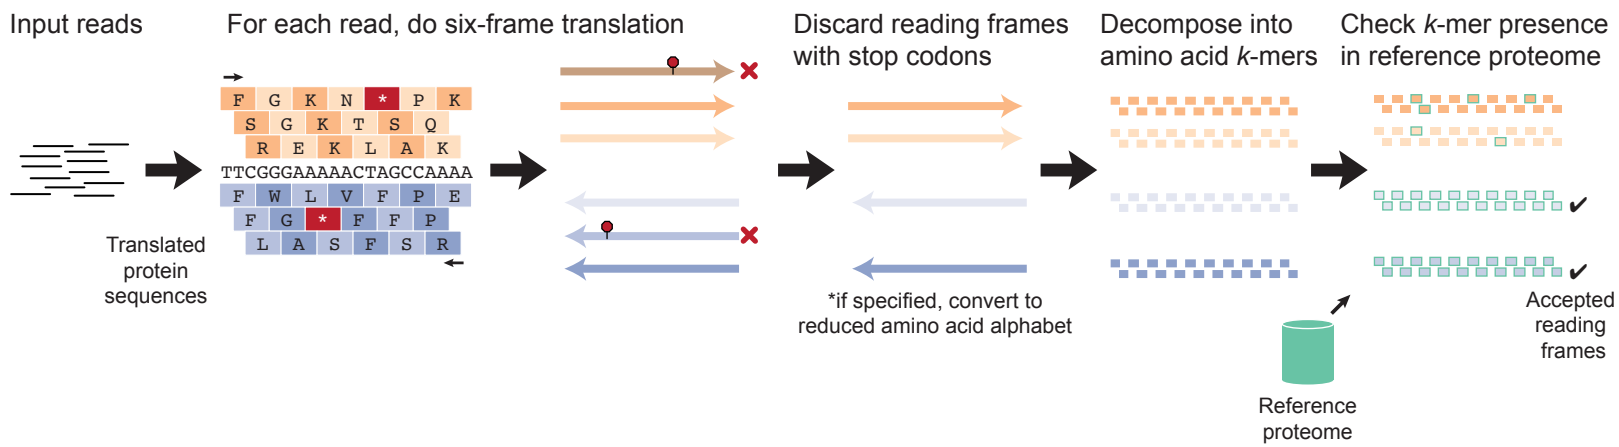 Input reads
For each read, do six-frame translation
Discard reading frames
with stop codons
Decompose into
amino acid k-mers
Check k-mer presence
in reference proteome
F G K N * P K
S G K T S Q
R E K L A K
TTCGGGAAAAACTAGCCAAAA
F W L V F P E
F G * F F P
L A S F S R
Translated
protein
sequences
*if specified, convert to
reduced amino acid alphabet
Reference
proteome
Accepted
reading
frames